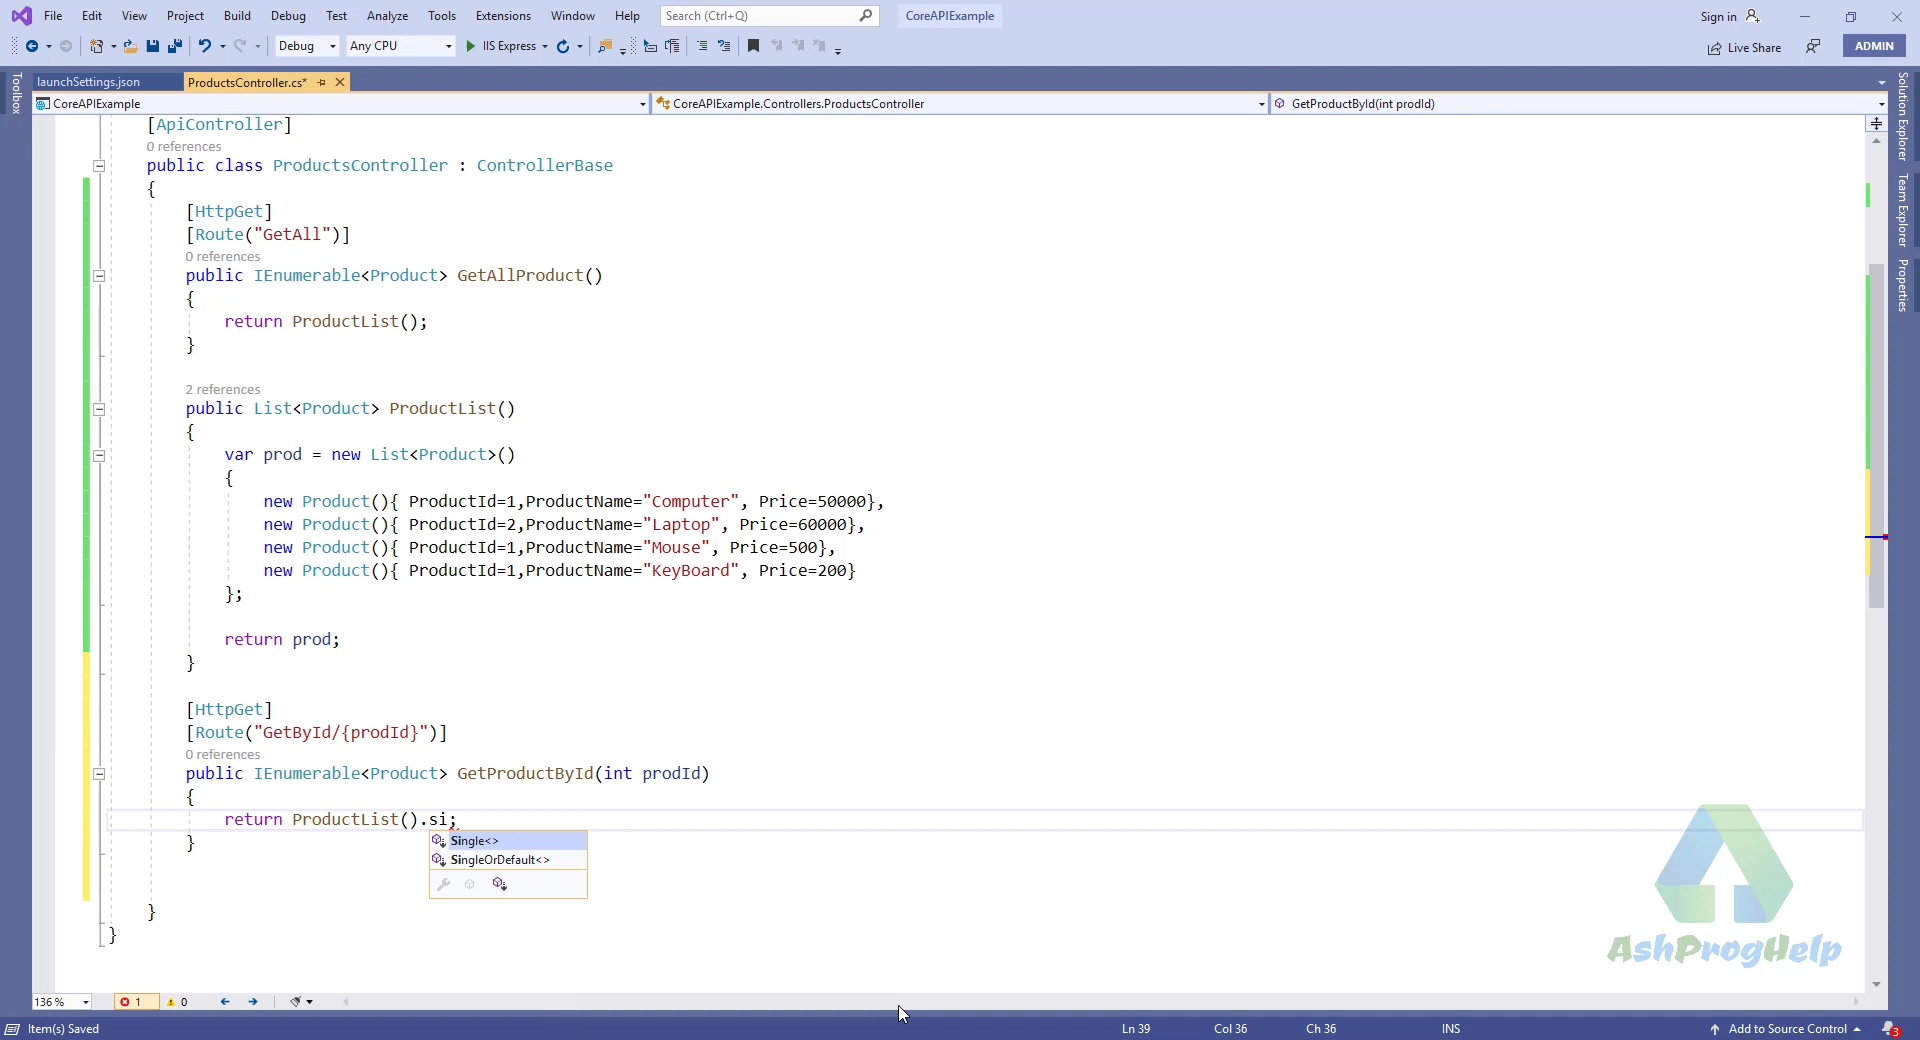 File Edit View Project Build Debug Test Analyze Tools Extensions Window Help Search (Ctrl+Q) CoreAPIExample Sign in
Debug Any CPU IIS Express Live Share ADMIN
launchSettings.json ProductsController.cs*
CoreAPIExample CoreAPIExample.Controllers.ProductsController GetProductById(int prodId)
Toolbox
Solution Explorer
Team Explorer
Properties
[ApiController]
0 references
public class ProductsController : ControllerBase
{
[HttpGet]
[Route("GetAll")]
0 references
public IEnumerable<Product> GetAllProduct()
{
return ProductList();
}
2 references
public List<Product> ProductList()
{
var prod = new List<Product>()
{
new Product(){ ProductId=1,ProductName="Computer", Price=50000},
new Product(){ ProductId=2,ProductName="Laptop", Price=60000},
new Product(){ ProductId=1,ProductName="Mouse", Price=500},
new Product(){ ProductId=1,ProductName="KeyBoard", Price=200}
};
return prod;
}
[HttpGet]
[Route("GetById/{prodId}")]
0 references
public IEnumerable<Product> GetProductById(int prodId)
{
return ProductList().si;
}
Single<>
SingleOrDefault<>
}
}
AshProgHelp
136 % 1 0
Item(s) Saved Ln 39 Col 36 Ch 36 INS Add to Source Control 3